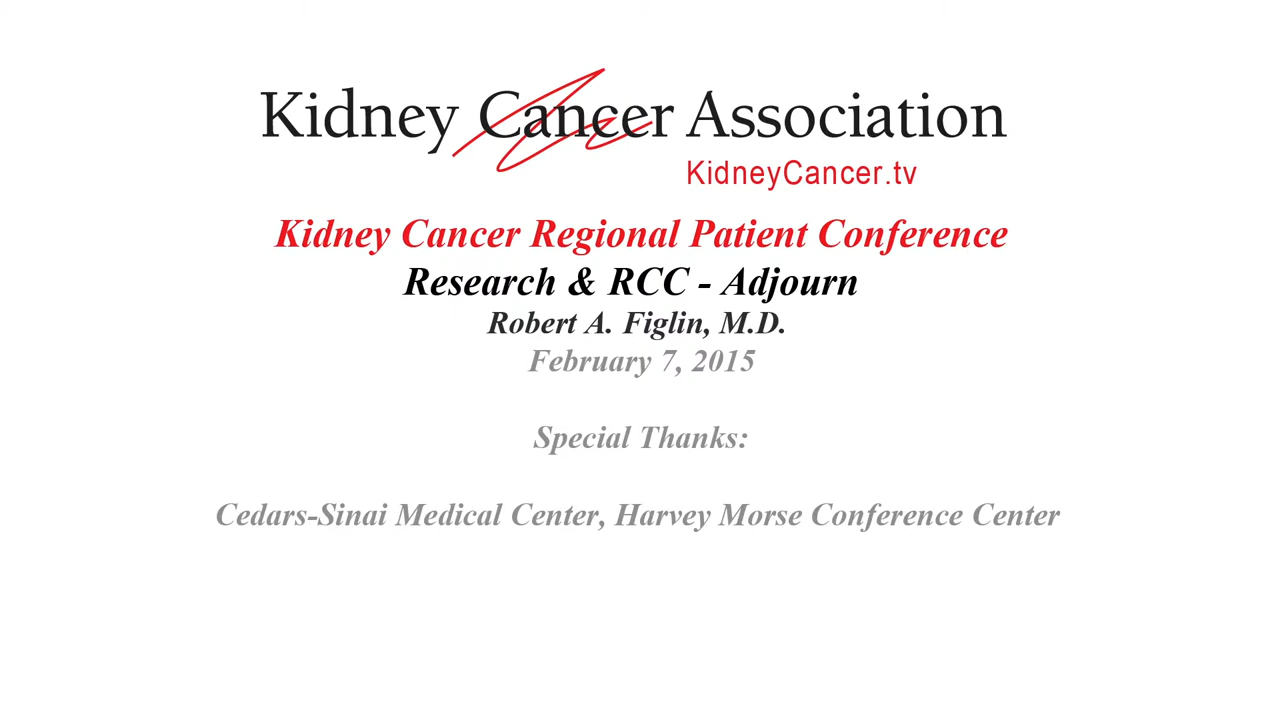 Kidney Cancer Association
KidneyCancer.tv
Kidney Cancer Regional Patient Conference
Research & RCC - Adjourn
Robert A. Figlin, M.D.
February 7, 2015
Special Thanks:
Cedars-Sinai Medical Center, Harvey Morse Conference Center